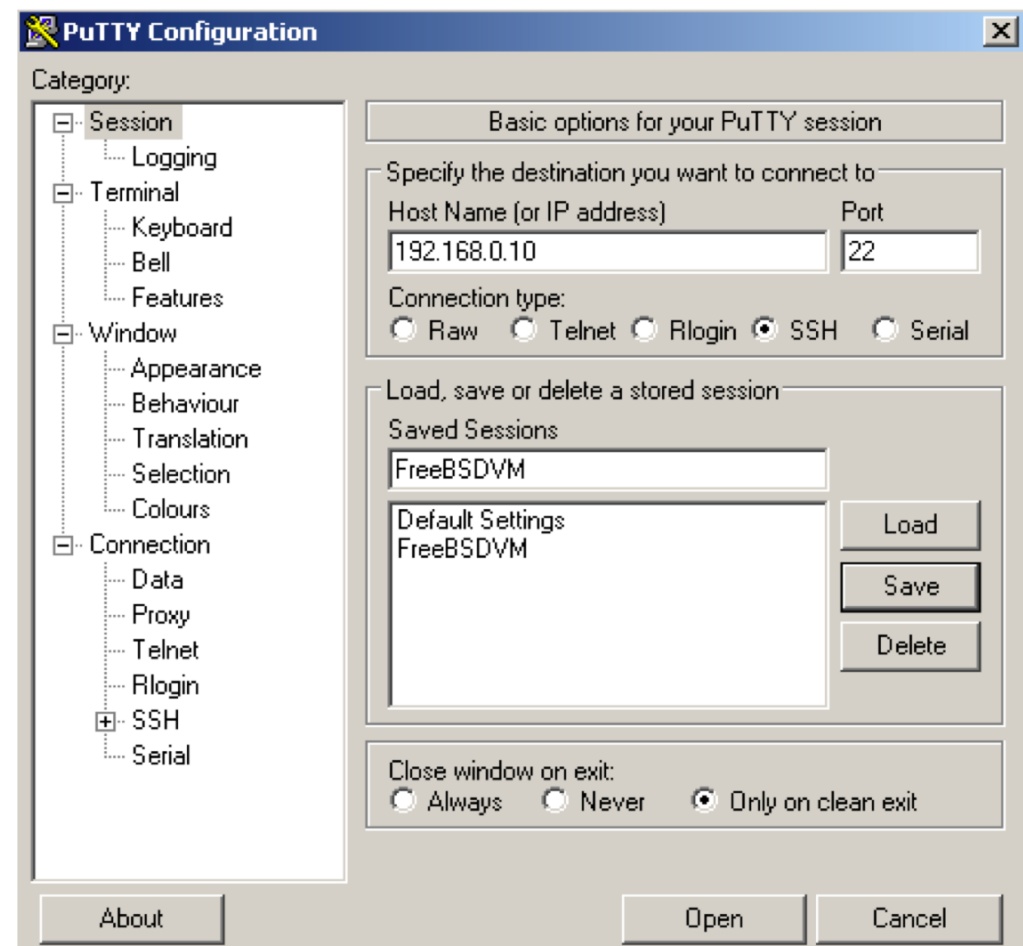 PuTTY Configuration
Category:
Session
Logging
Terminal
Keyboard
Bell
Features
Window
Appearance
Behaviour
Translation
Selection
Colours
Connection
Data
Proxy
Telnet
Rlogin
SSH
Serial
Basic options for your PuTTY session
Specify the destination you want to connect to
Host Name (or IP address) Port
192.168.0.10 22
Connection type:
Raw Telnet Rlogin SSH Serial
Load, save or delete a stored session
Saved Sessions
FreeBSDVM
Default Settings
FreeBSDVM
Load
Save
Delete
Close window on exit:
Always Never Only on clean exit
About Open Cancel